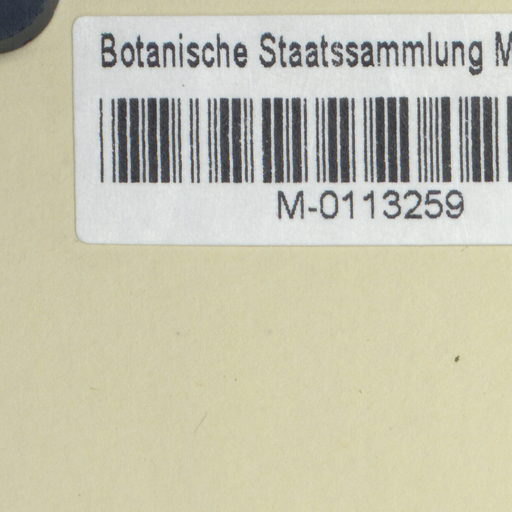 Botanische Staatssammlung M
M-0113259